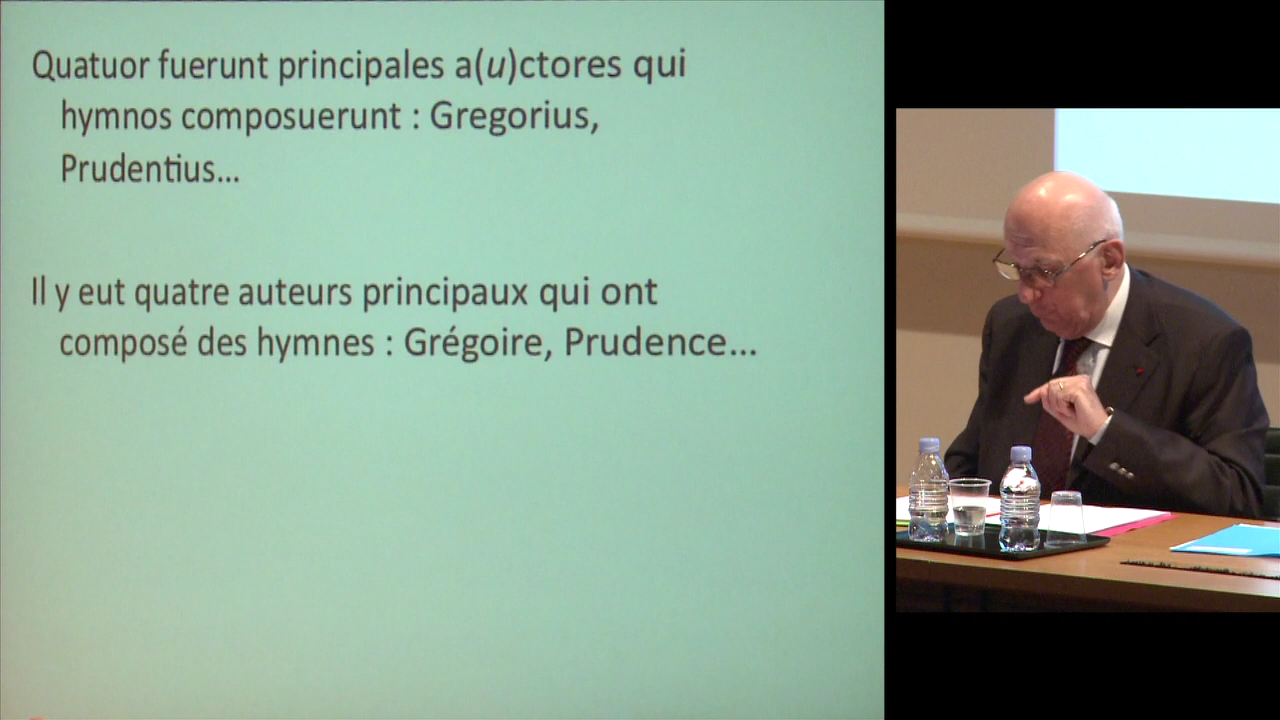 Quatuor fuerunt principales a(u)ctores qui
hymnos composuerunt : Gregorius,
Prudentius...
Il y eut quatre auteurs principaux qui ont
composé des hymnes : Grégoire, Prudence...